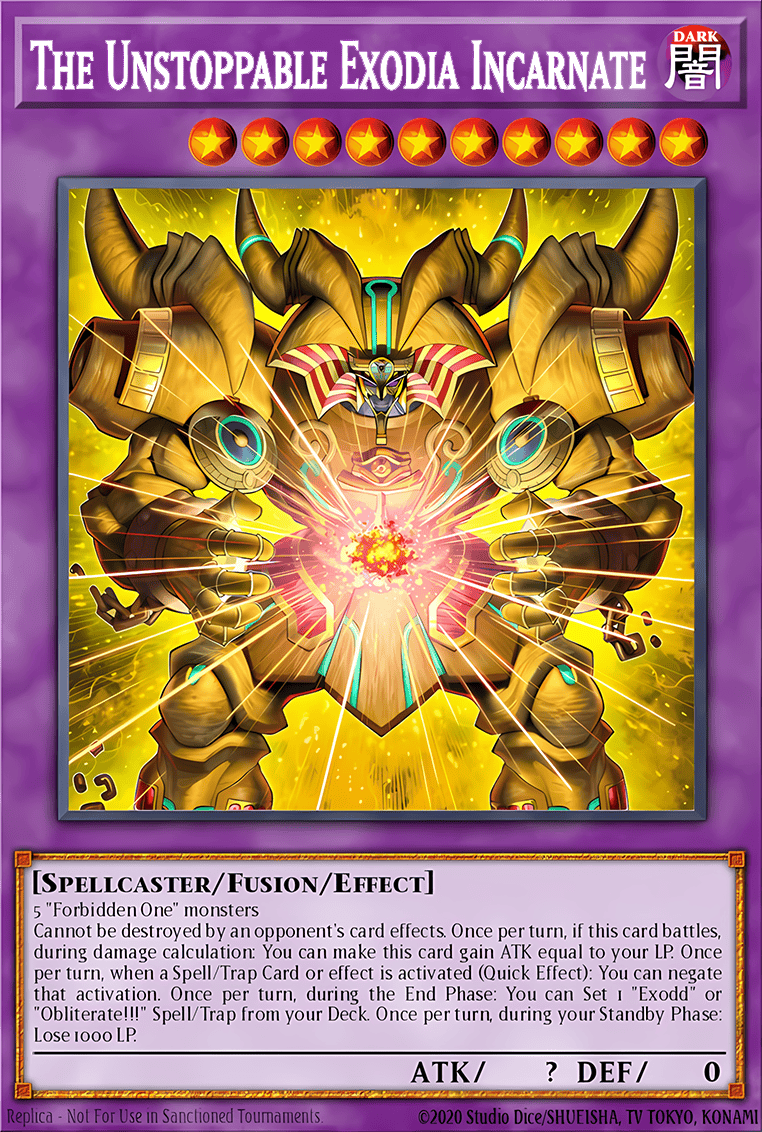 The Unstoppable Exodia Incarnate
DARK
闇
[Spellcaster/Fusion/Effect]
5 "Forbidden One" monsters
Cannot be destroyed by an opponent's card effects. Once per turn, if this card battles,
during damage calculation: You can make this card gain ATK equal to your LP. Once
per turn, when a Spell/Trap Card or effect is activated (Quick Effect): You can negate
that activation. Once per turn, during the End Phase: You can Set 1 "Exodd" or
"Obliterate!!!" Spell/Trap from your Deck. Once per turn, during your Standby Phase:
Lose 1000 LP.
ATK/ ? DEF/ 0
Replica - Not For Use in Sanctioned Tournaments.
©2020 Studio Dice/SHUEISHA, TV TOKYO, KONAMI